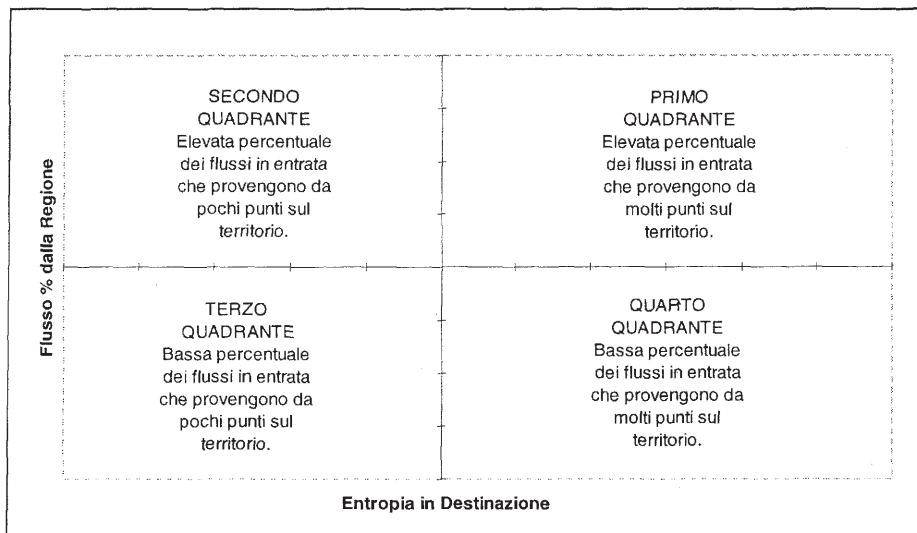 SECONDO
QUADRANTE
Elevata percentuale
dei flussi in entrata
che provengono da
pochi punti sul
territorio.
PRIMO
QUADRANTE
Elevata percentuale
dei flussi in entrata
che provengono da
molti punti sul
territorio.
Flusso % dalla Regione
TERZO
QUADRANTE
Bassa percentuale
dei flussi in entrata
che provengono da
pochi punti sul
territorio.
QUARTO
QUADRANTE
Bassa percentuale
dei flussi in entrata
che provengono da
molti punti sul
territorio.
Entropia in Destinazione